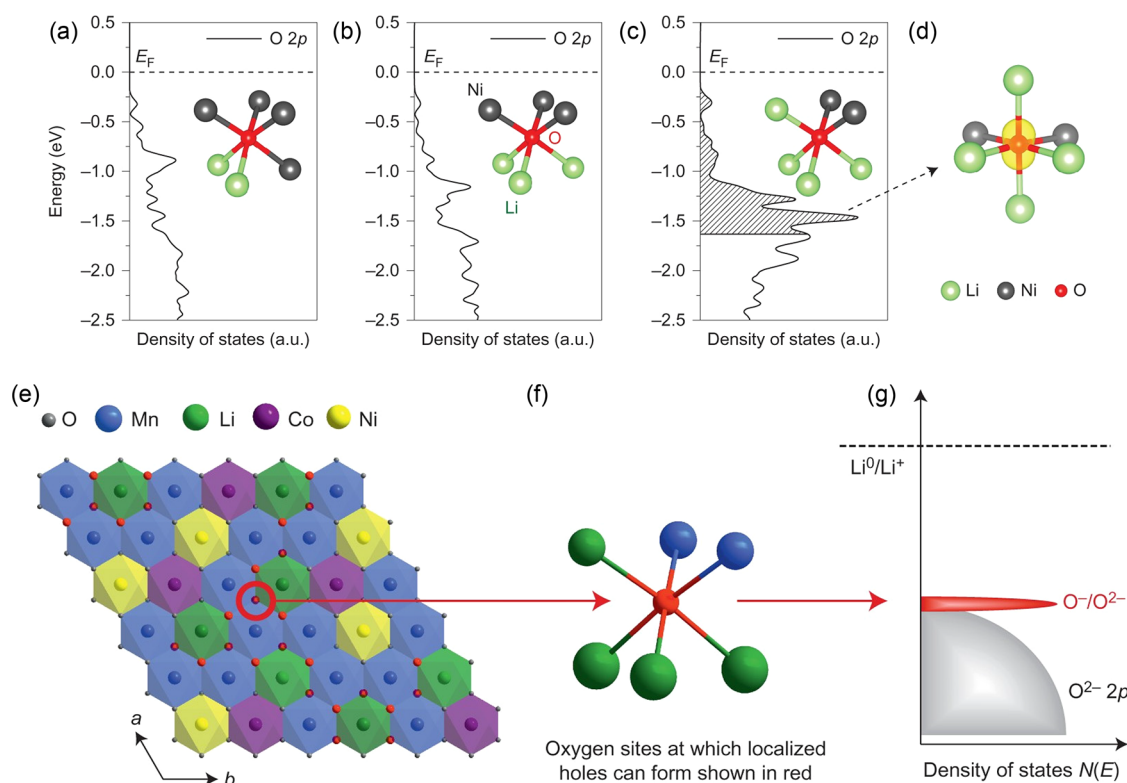 (a)
0.5
0.0
–0.5
–1.0
–1.5
–2.0
–2.5
Energy (eV)
O 2p
EF
Density of states (a.u.)
(b)
0.5
0.0
–0.5
–1.0
–1.5
–2.0
–2.5
O 2p
EF
Ni
O
Li
Density of states (a.u.)
(c)
0.5
0.0
–0.5
–1.0
–1.5
–2.0
–2.5
O 2p
EF
Density of states (a.u.)
(d)
Li Ni O
(e)
O Mn Li Co Ni
a
b
(f)
Oxygen sites at which localized
holes can form shown in red
(g)
Li⁰/Li⁺
O⁻/O²⁻
O²⁻ 2p
Density of states N(E)